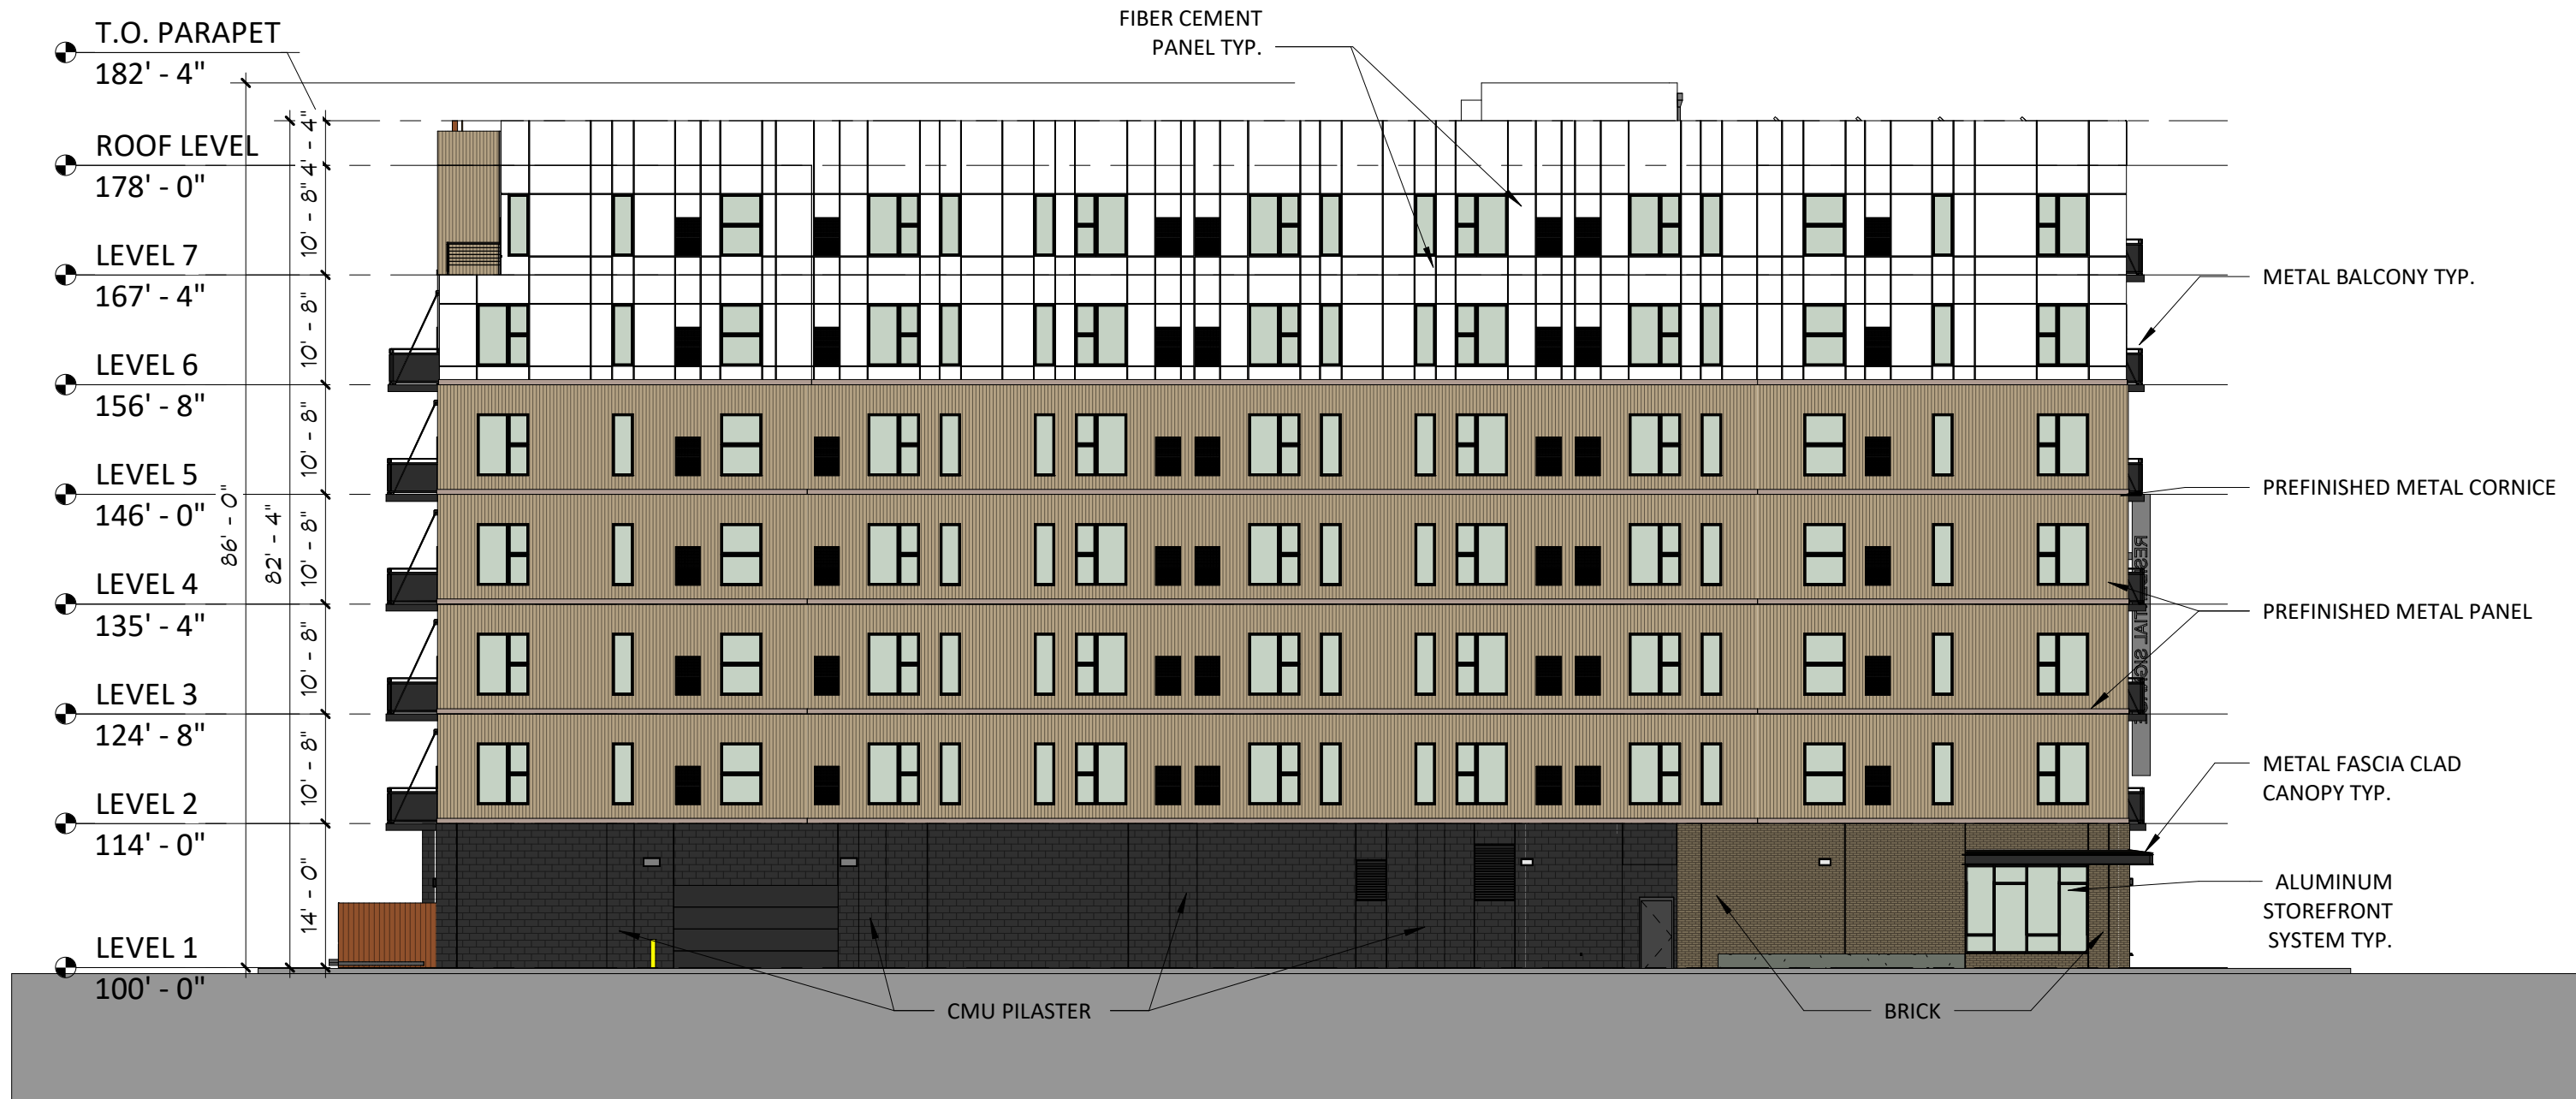 T.O. PARAPET
182' - 4"
ROOF LEVEL
178' - 0"
LEVEL 7
167' - 4"
LEVEL 6
156' - 8"
LEVEL 5
146' - 0"
LEVEL 4
135' - 4"
LEVEL 3
124' - 8"
LEVEL 2
114' - 0"
LEVEL 1
100' - 0"
86' - 0"
82' - 4"
4' - 4"
10' - 8"
10' - 8"
10' - 8"
10' - 8"
10' - 8"
10' - 8"
14' - 0"
FIBER CEMENT
PANEL TYP.
METAL BALCONY TYP.
PREFINISHED METAL CORNICE
PREFINISHED METAL PANEL
RESIDENTIAL SIGNAGE
METAL FASCIA CLAD
CANOPY TYP.
ALUMINUM
STOREFRONT
SYSTEM TYP.
CMU PILASTER
BRICK